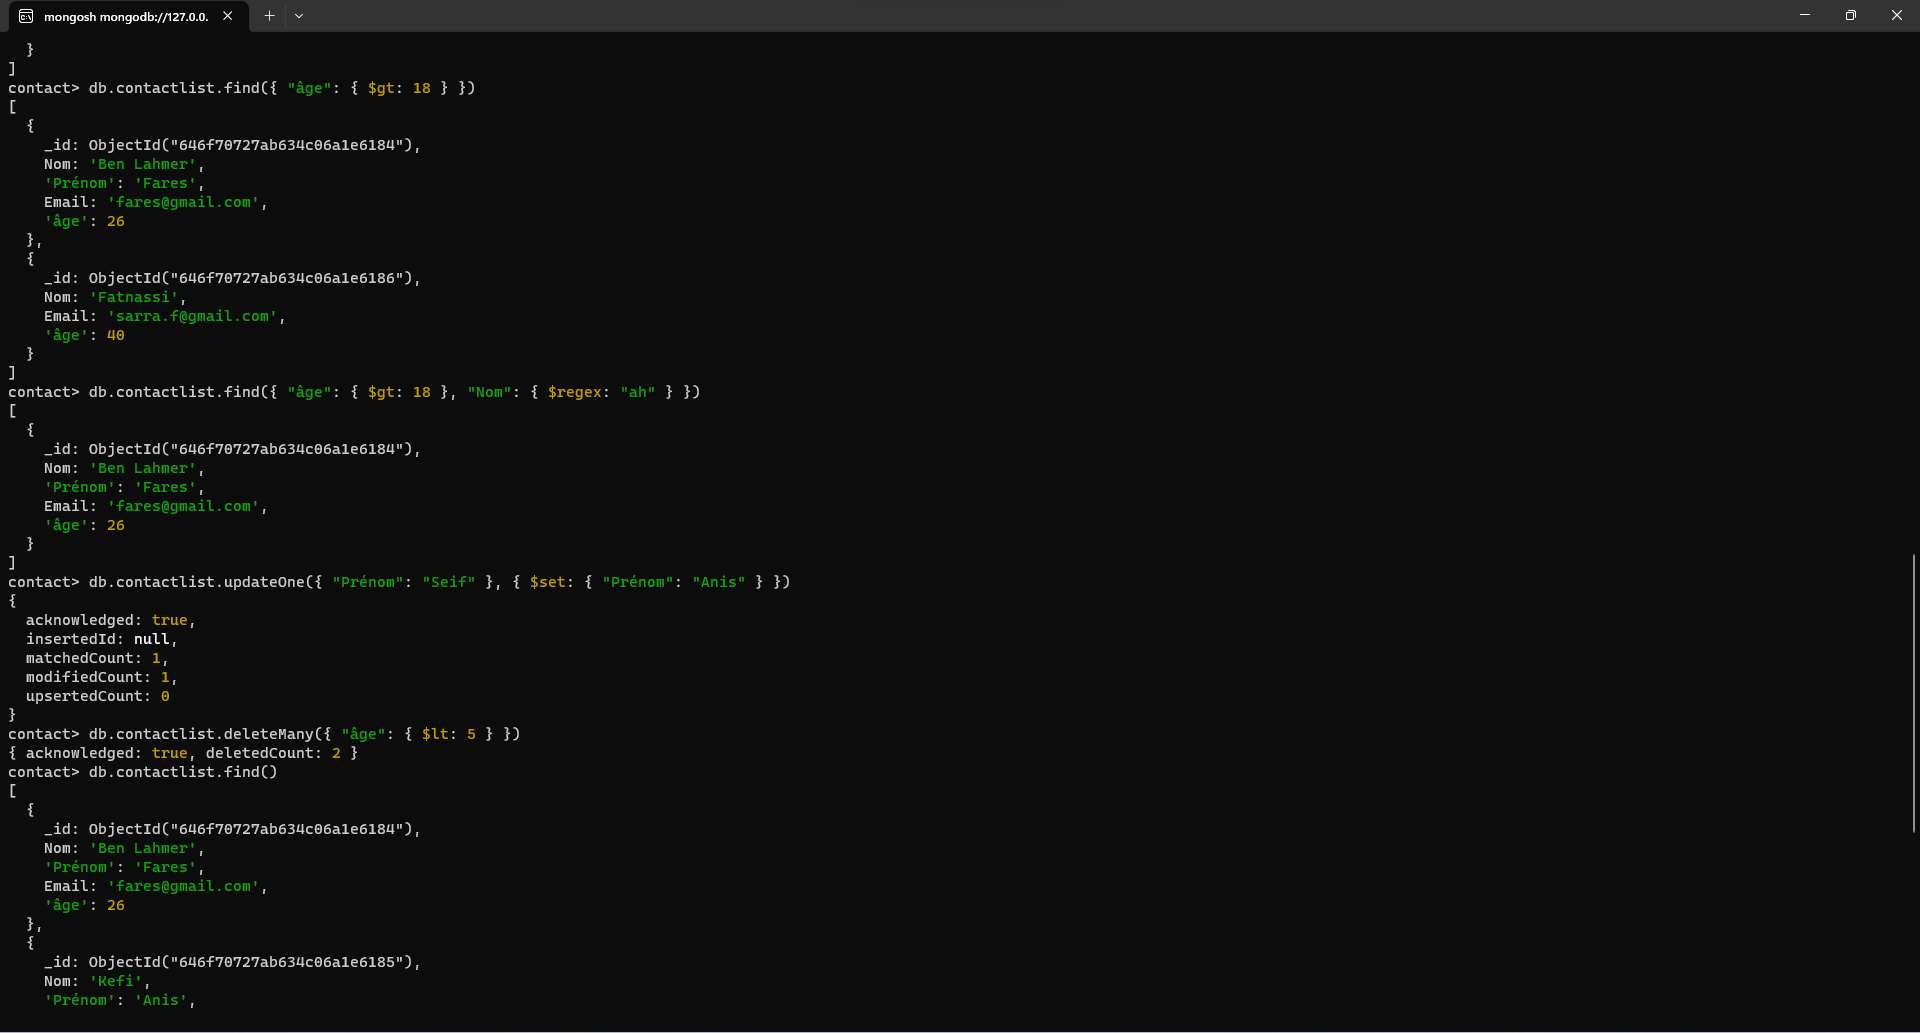 mongosh mongodb://127.0.0.
  }
]
contact> db.contactlist.find({ "âge": { $gt: 18 } })
[
  {
    _id: ObjectId("646f70727ab634c06a1e6184"),
    Nom: 'Ben Lahmer',
    'Prénom': 'Fares',
    Email: 'fares@gmail.com',
    'âge': 26
  },
  {
    _id: ObjectId("646f70727ab634c06a1e6186"),
    Nom: 'Fatnassi',
    Email: 'sarra.f@gmail.com',
    'âge': 40
  }
]
contact> db.contactlist.find({ "âge": { $gt: 18 }, "Nom": { $regex: "ah" } })
[
  {
    _id: ObjectId("646f70727ab634c06a1e6184"),
    Nom: 'Ben Lahmer',
    'Prénom': 'Fares',
    Email: 'fares@gmail.com',
    'âge': 26
  }
]
contact> db.contactlist.updateOne({ "Prénom": "Seif" }, { $set: { "Prénom": "Anis" } })
{
  acknowledged: true,
  insertedId: null,
  matchedCount: 1,
  modifiedCount: 1,
  upsertedCount: 0
}
contact> db.contactlist.deleteMany({ "âge": { $lt: 5 } })
{ acknowledged: true, deletedCount: 2 }
contact> db.contactlist.find()
[
  {
    _id: ObjectId("646f70727ab634c06a1e6184"),
    Nom: 'Ben Lahmer',
    'Prénom': 'Fares',
    Email: 'fares@gmail.com',
    'âge': 26
  },
  {
    _id: ObjectId("646f70727ab634c06a1e6185"),
    Nom: 'Kefi',
    'Prénom': 'Anis',